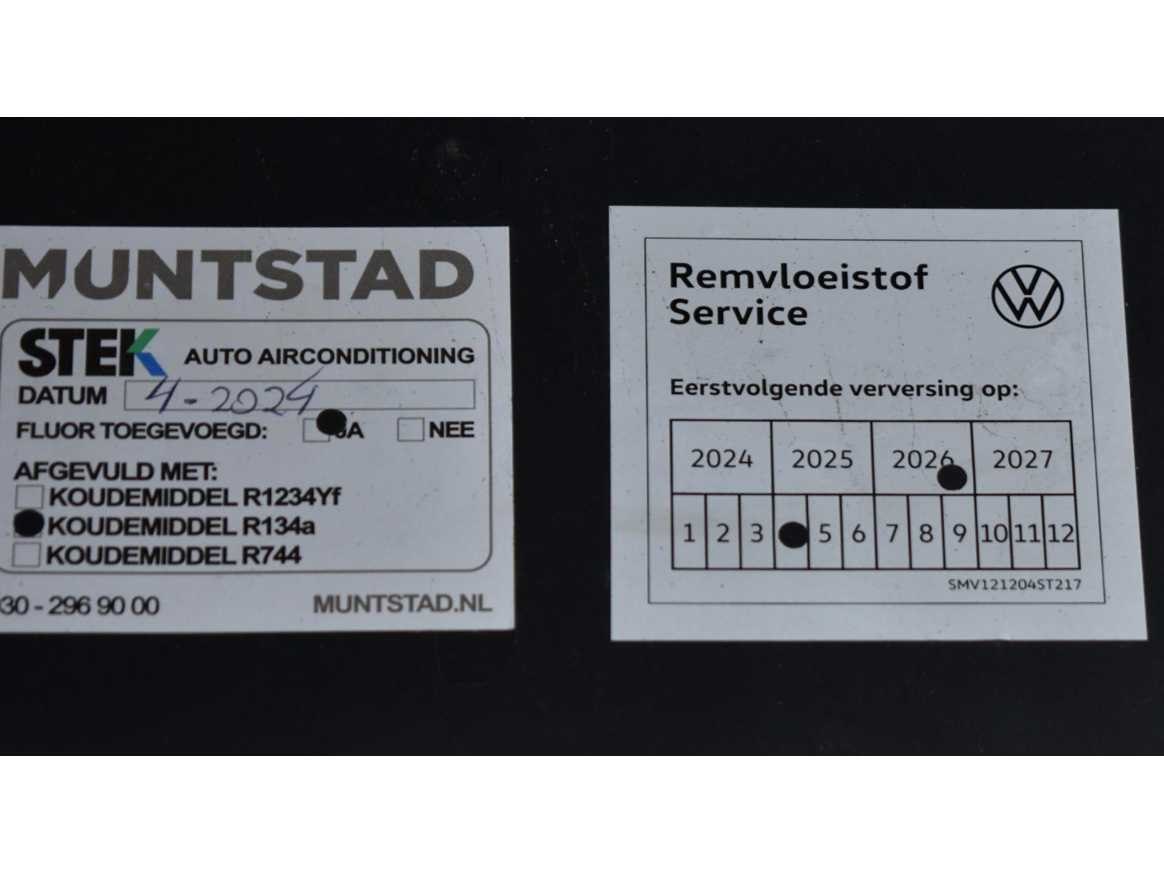 MUNTSTAD
STEK AUTO AIRCONDITIONING
DATUM 4-2024
FLUOR TOEGEVOEGD: JA NEE
AFGEVULD MET:
KOUDEMIDDEL R1234Yf
KOUDEMIDDEL R134a
KOUDEMIDDEL R744
30 - 296 90 00 MUNTSTAD.NL
Remvloeistof
Service
Eerstvolgende verversing op:
2024 2025 2026 2027
1 2 3 5 6 7 8 9 10 11 12
SMV121204ST217